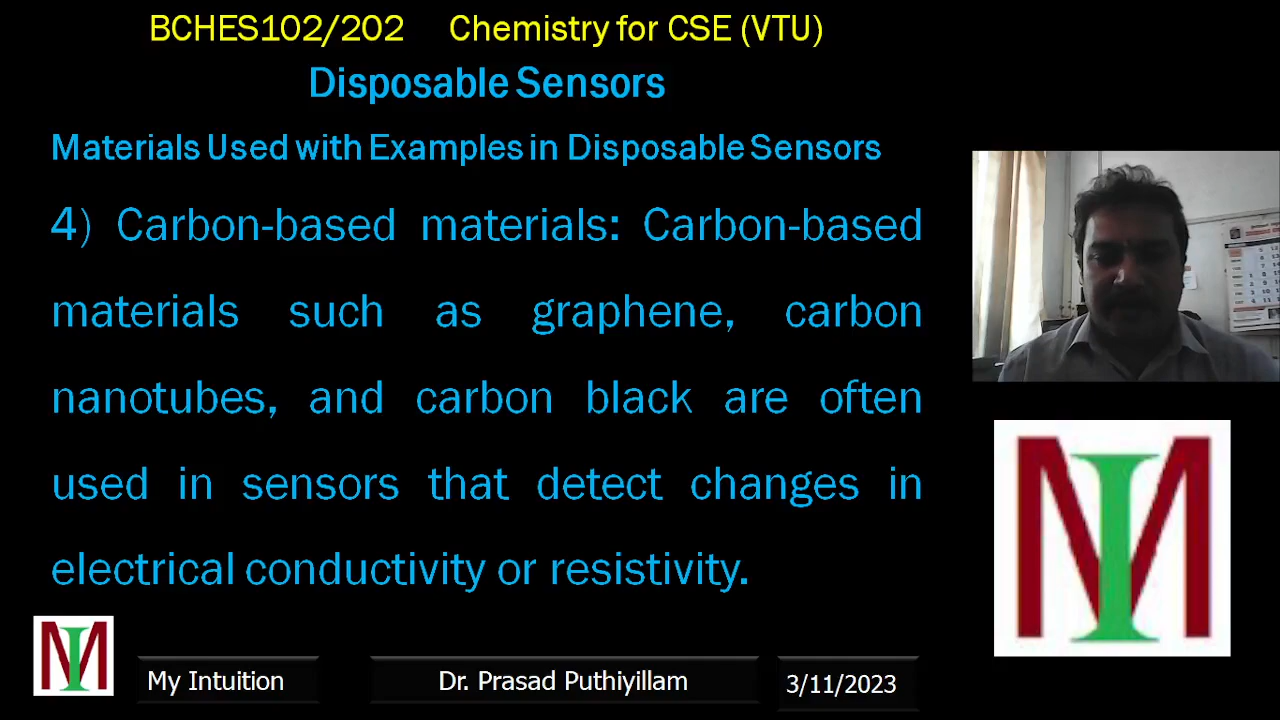 BCHES102/202 Chemistry for CSE (VTU)
Disposable Sensors
Materials Used with Examples in Disposable Sensors
4) Carbon-based materials: Carbon-based
materials such as graphene, carbon
nanotubes, and carbon black are often
used in sensors that detect changes in
electrical conductivity or resistivity.
MI
MI
My Intuition
Dr. Prasad Puthiyillam
3/11/2023